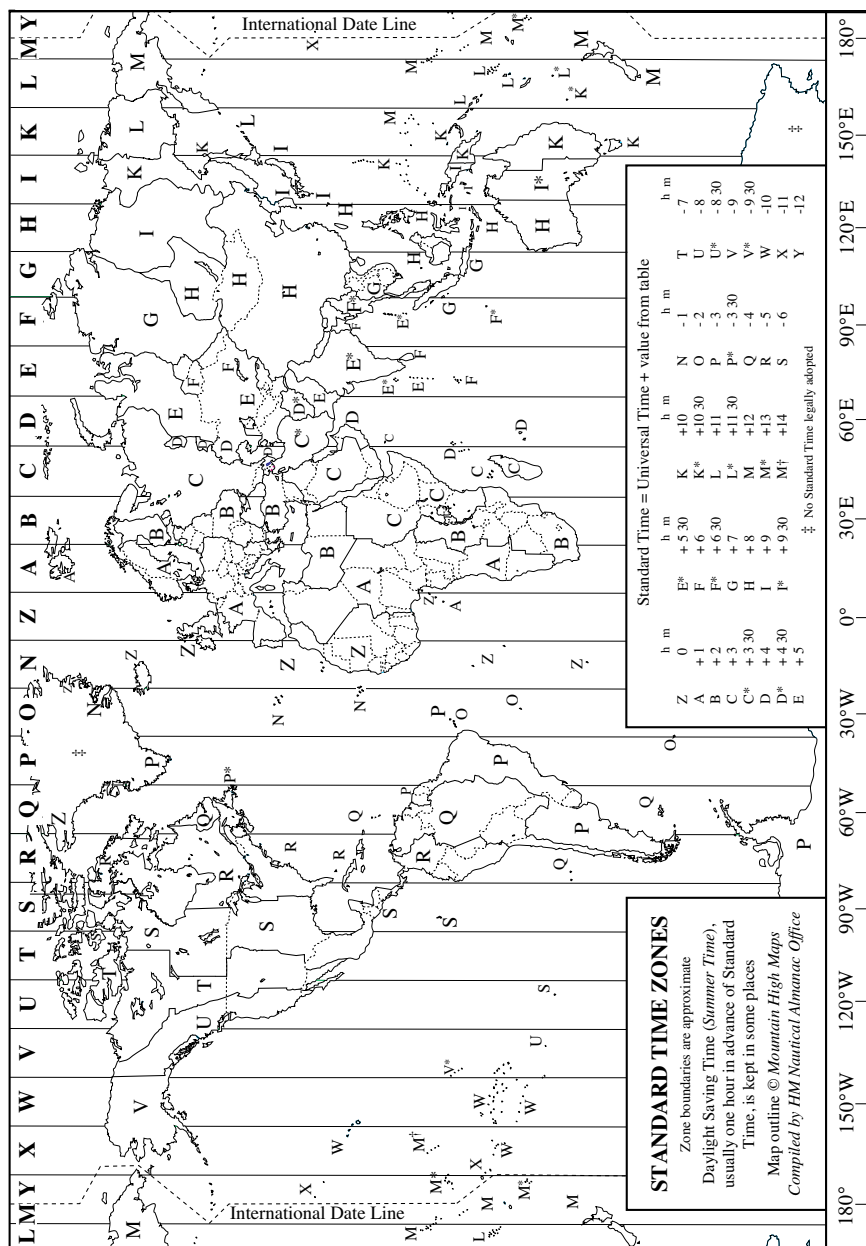 L M Y X W V U T S R Q P O N Z A B C D E F G H I K L M Y
International Date Line
International Date Line
M V T S Z ‡ N Z A A B C D E G I K L M
U T S R Q P P* Z Z A B B C D E F H H I K L
W X S R R Q N N Z A B C C* D D* E E* F H I K M X
M† M* V* W U S Q P O O Z Z A A B C C D D E* E F F* G G H H I I* K K* L L* M M*
180° 150°W 120°W 90°W 60°W 30°W 0° 30°E 60°E 90°E 120°E 150°E 180°
STANDARD TIME ZONES
Zone boundaries are approximate
Daylight Saving Time (Summer Time),
usually one hour in advance of Standard
Time, is kept in some places
Map outline © Mountain High Maps
Compiled by HM Nautical Almanac Office
Standard Time = Universal Time + value from table
h m h m h m h m h m
Z 0 E* + 5 30 K +10 N - 1 T - 7
A + 1 F + 6 K* +10 30 O - 2 U - 8
B + 2 F* + 6 30 L +11 P - 3 U* - 8 30
C + 3 G + 7 L* +11 30 P* - 3 30 V - 9
C* + 3 30 H + 8 M +12 Q - 4 V* - 9 30
D + 4 I + 9 M* +13 R - 5 W -10
D* + 4 30 I* + 9 30 M† +14 S - 6 X -11
E + 5 Y -12
‡ No Standard Time legally adopted
‡